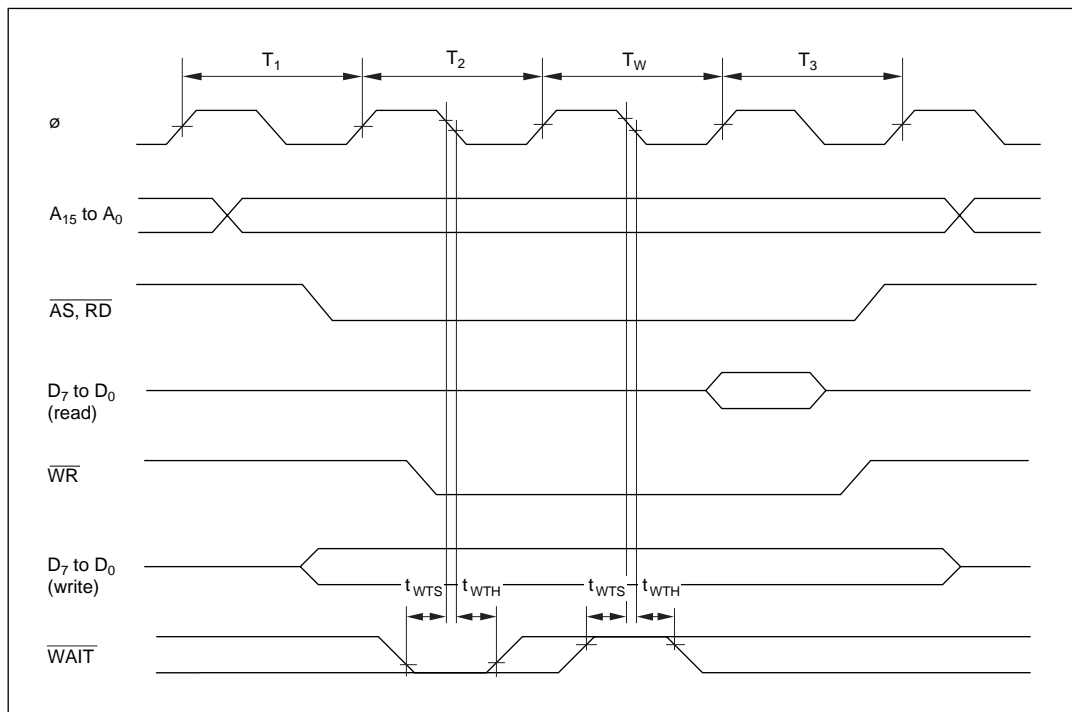 T1 T2 TW T3
ø
A15 to A0
AS, RD
D7 to D0
(read)
WR
D7 to D0
(write)
tWTS tWTH tWTS tWTH
WAIT